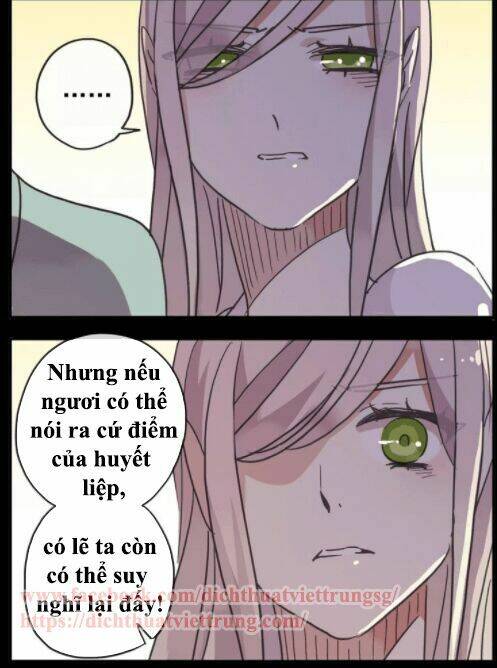 ......
Nhưng nếu
ngươi có thể
nói ra cứ điểm
của huyết
liệp,
có lẽ ta còn
có thể suy
nghĩ lại đấy!
www.facebook.com/dichthuatviettrungsg/
https://dichthuatviettrung.com/